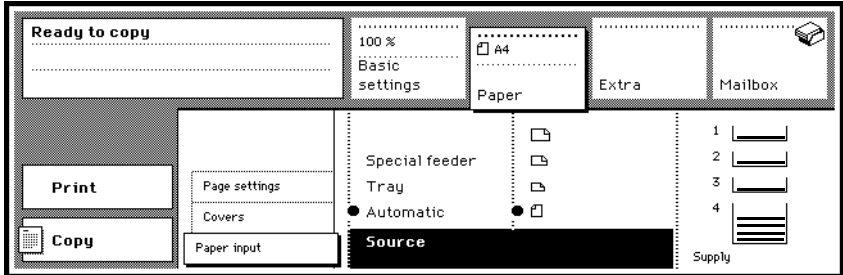 Ready to copy
100 %
Basic
settings
A4
Paper
Extra
Mailbox
Print
Copy
Page settings
Covers
Paper input
Special feeder
Tray
Automatic
Source
1
2
3
4
Supply